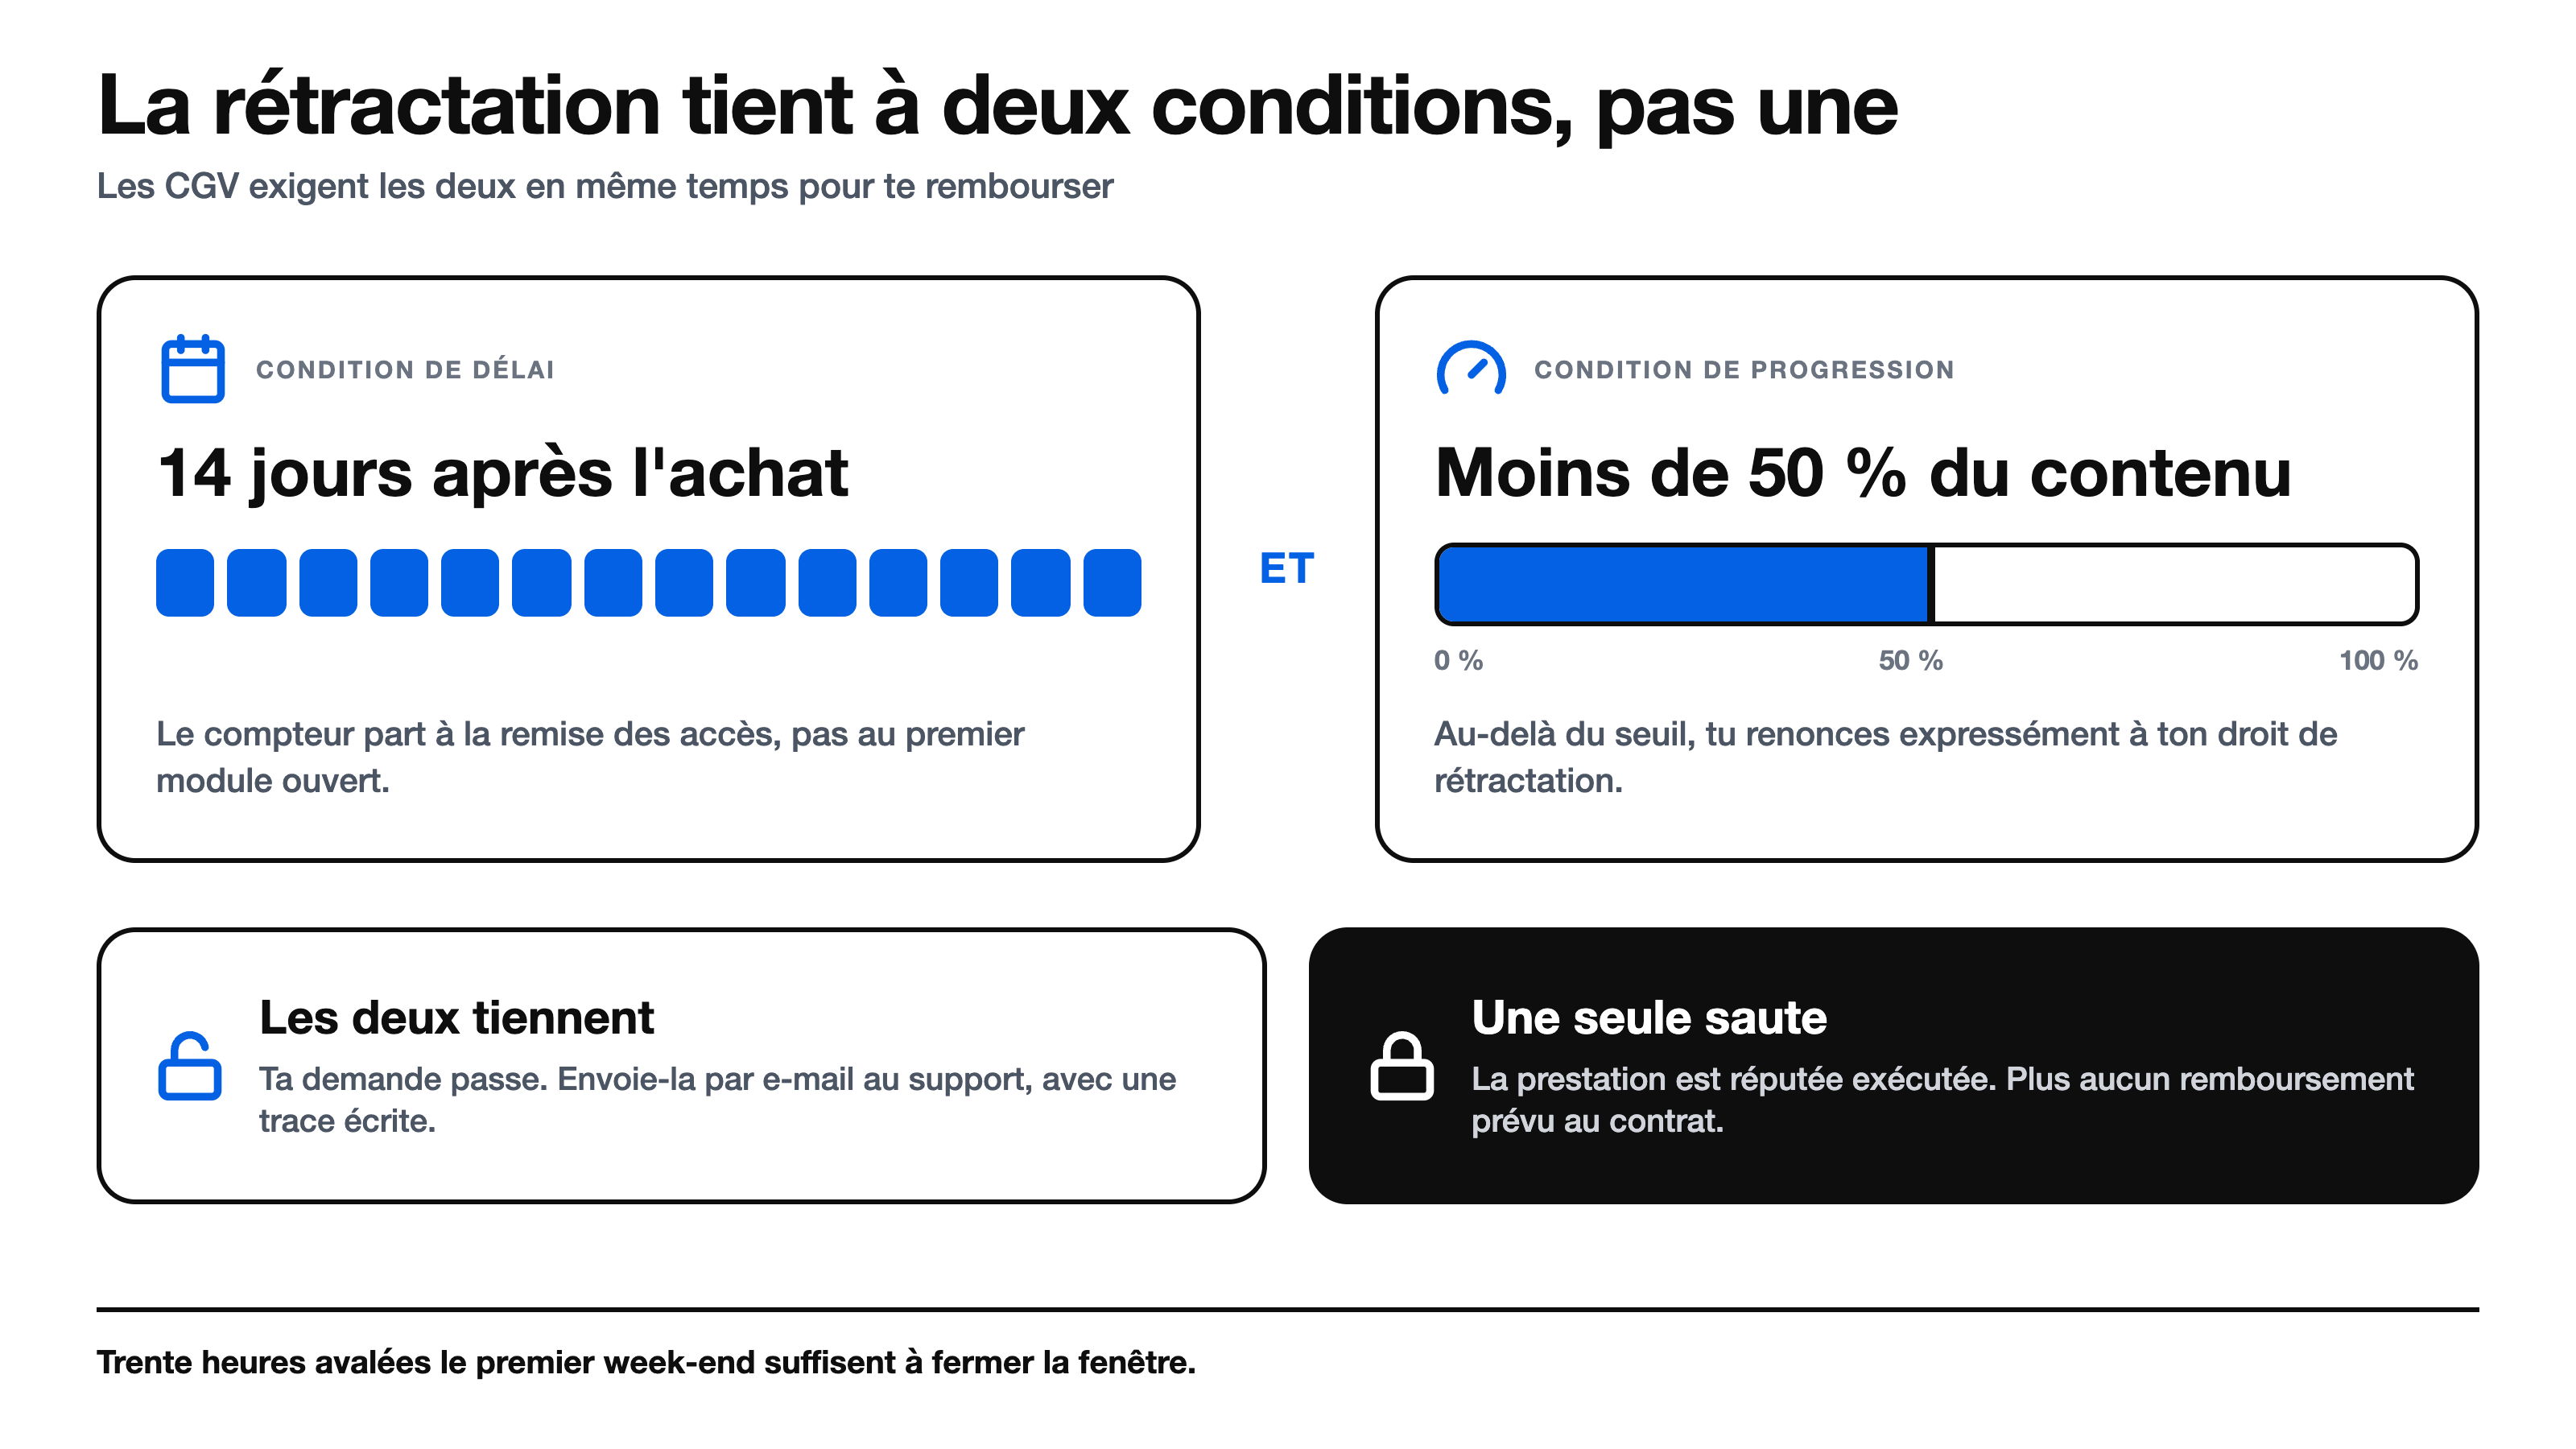 La rétractation tient à deux conditions, pas une
Les CGV exigent les deux en même temps pour te rembourser
CONDITION DE DÉLAI
14 jours après l'achat
Le compteur part à la remise des accès, pas au premier
module ouvert.
ET
CONDITION DE PROGRESSION
Moins de 50 % du contenu
0 %
50 %
100 %
Au-delà du seuil, tu renonces expressément à ton droit de
rétractation.
Les deux tiennent
Ta demande passe. Envoie-la par e-mail au support, avec une
trace écrite.
Une seule saute
La prestation est réputée exécutée. Plus aucun remboursement
prévu au contrat.
Trente heures avalées le premier week-end suffisent à fermer la fenêtre.